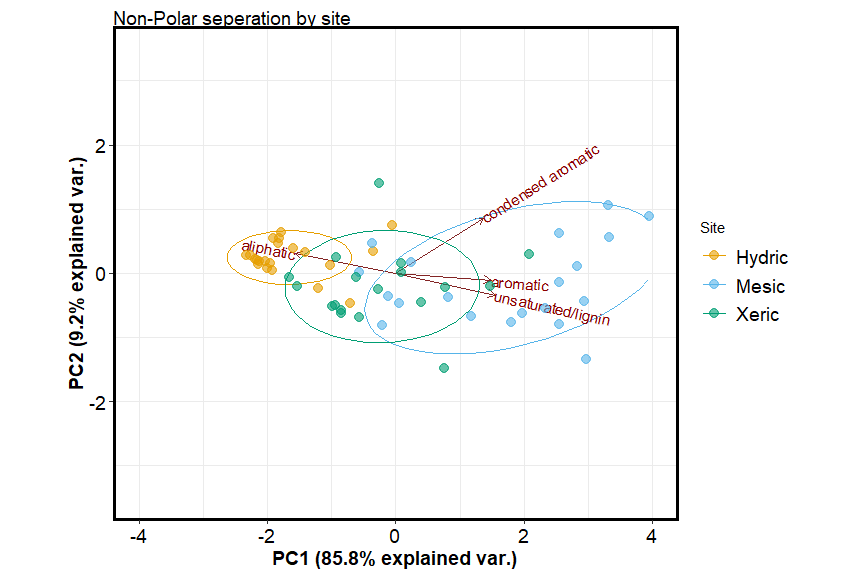 Non-Polar seperation by site
PC2 (9.2% explained var.)
2
0
-2
condensed aromatic
aliphatic
aromatic
unsaturated/lignin
-4
-2
0
2
4
PC1 (85.8% explained var.)
Site
Hydric
Mesic
Xeric